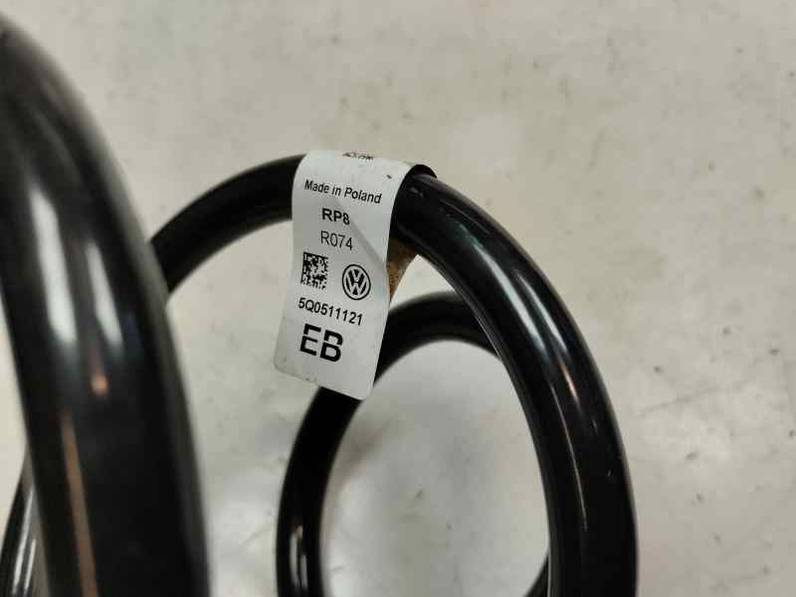 Made in Poland
RP8
R074
5Q0511121
EB